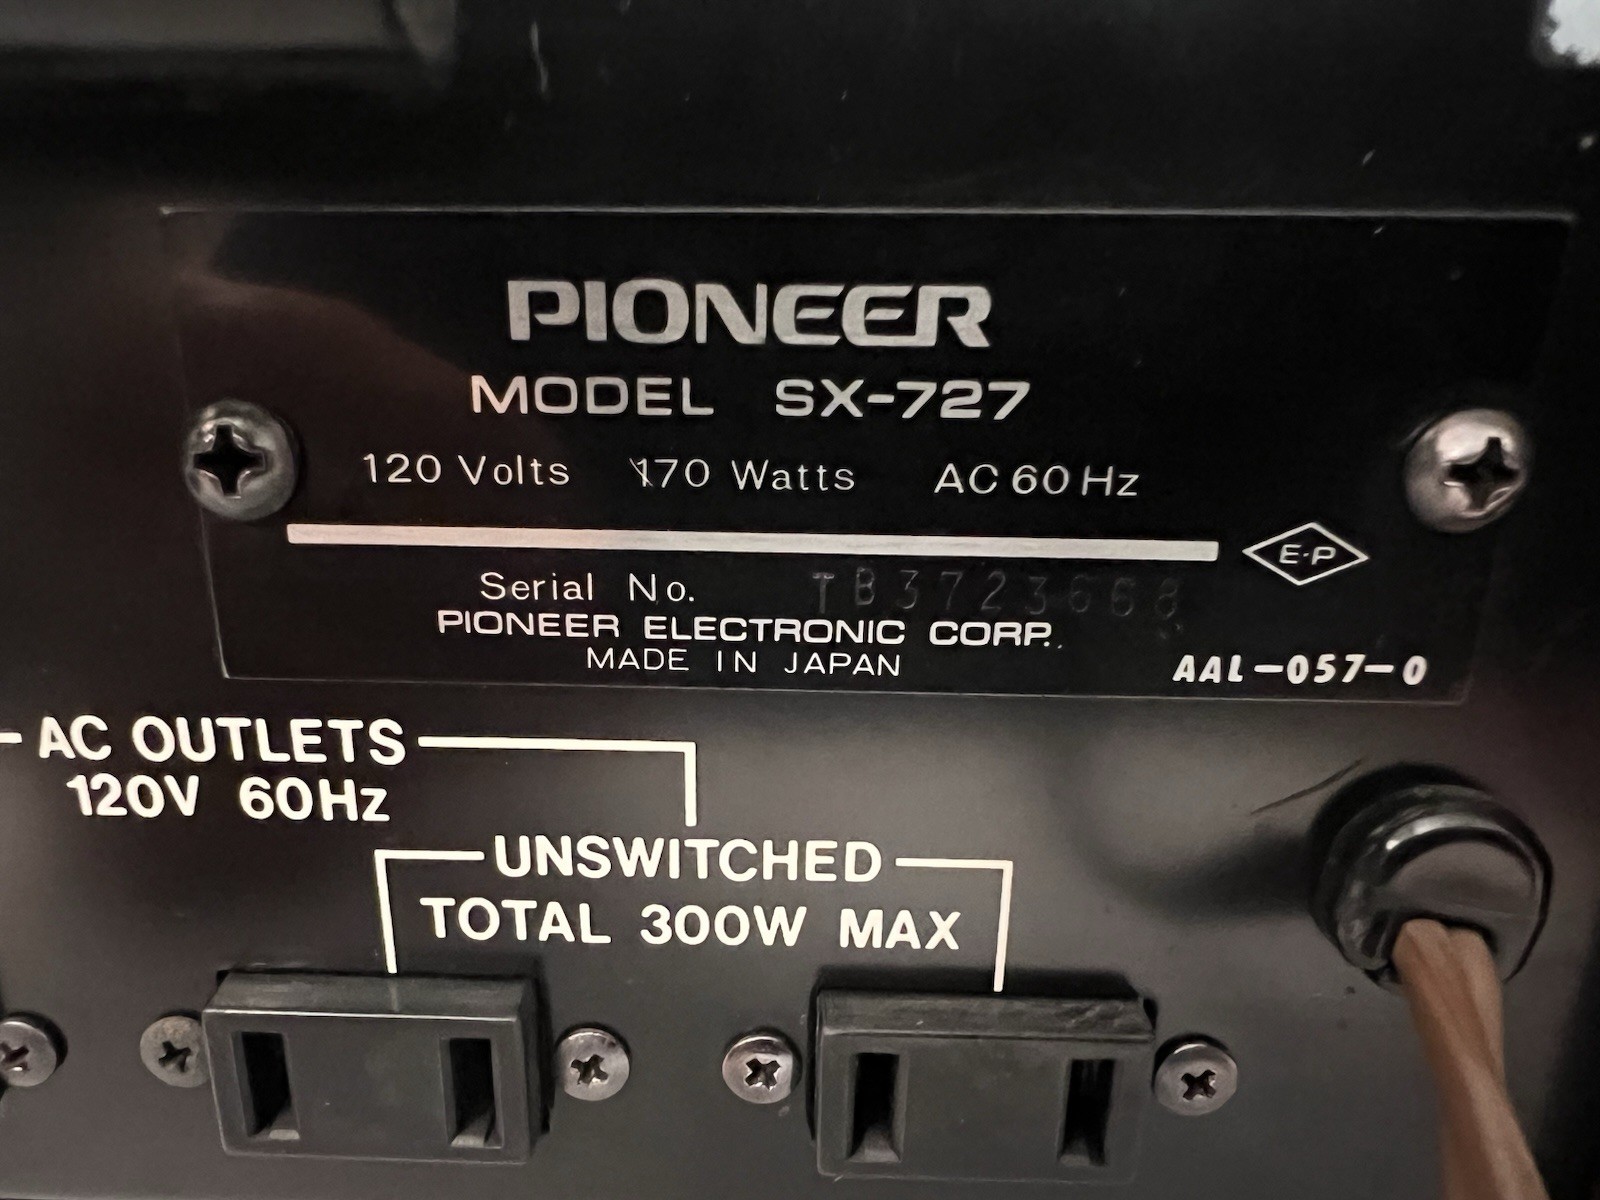 PIONEER
MODEL SX-727
120 Volts 170 Watts AC 60 Hz
E-P
Serial No. TB3723668
PIONEER ELECTRONIC CORP.
MADE IN JAPAN
AAL-057-0
AC OUTLETS
120V 60Hz
UNSWITCHED
TOTAL 300W MAX